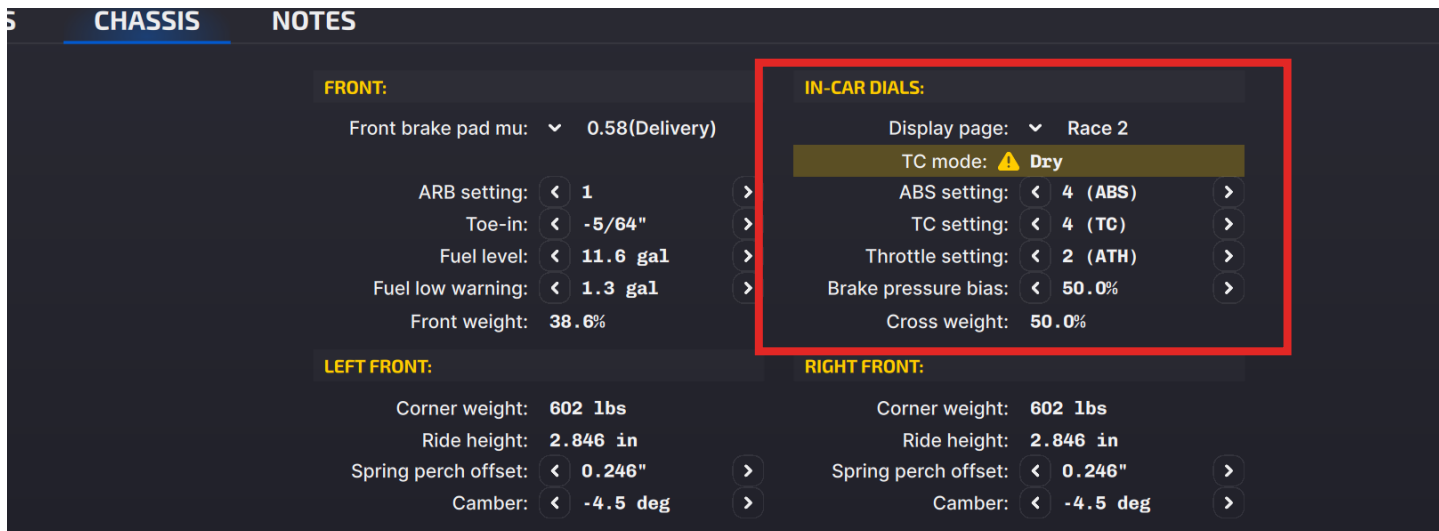 S CHASSIS NOTES
FRONT:
Front brake pad mu: 0.58(Delivery)
ARB setting: 1
Toe-in: -5/64"
Fuel level: 11.6 gal
Fuel low warning: 1.3 gal
Front weight: 38.6%
IN-CAR DIALS:
Display page: Race 2
TC mode: Dry
ABS setting: 4 (ABS)
TC setting: 4 (TC)
Throttle setting: 2 (ATH)
Brake pressure bias: 50.0%
Cross weight: 50.0%
LEFT FRONT:
Corner weight: 602 lbs
Ride height: 2.846 in
Spring perch offset: 0.246"
Camber: -4.5 deg
RIGHT FRONT:
Corner weight: 602 lbs
Ride height: 2.846 in
Spring perch offset: 0.246"
Camber: -4.5 deg